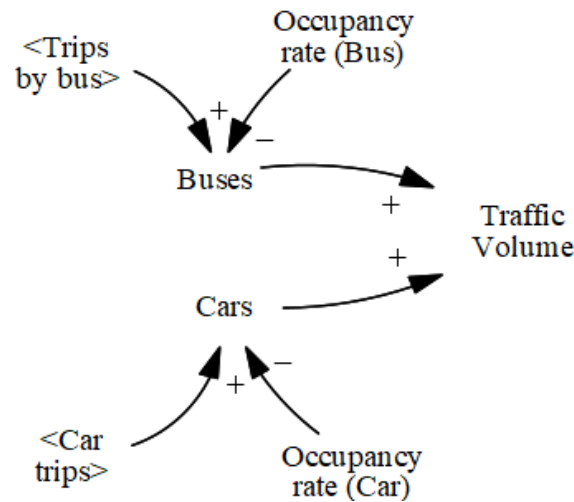 <Trips
by bus>
Occupancy
rate (Bus)
+
−
Buses
+
Traffic
Volume
+
Cars
+
−
<Car
trips>
Occupancy
rate (Car)